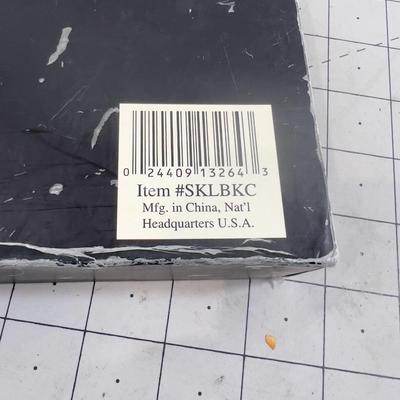 0 24409 13264 3
Item #SKLBKC
Mfg. in China, Nat'l
Headquarters U.S.A.